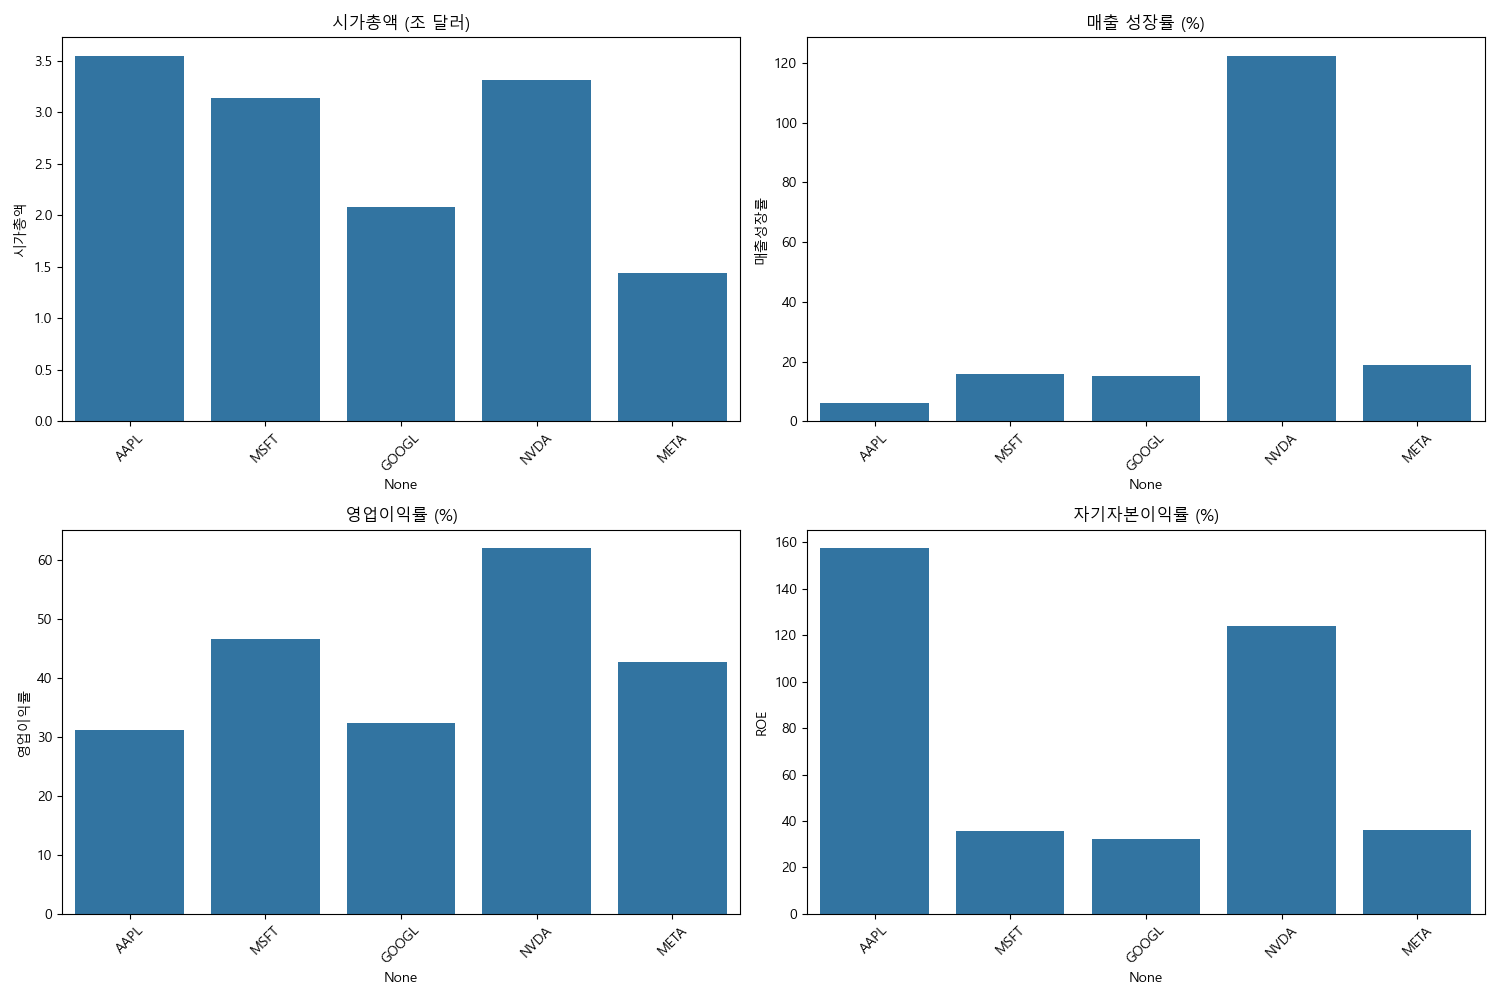 시가총액 (조 달러)
시가총액
3.5
3.0
2.5
2.0
1.5
1.0
0.5
0.0
AAPL
MSFT
GOOGL
NVDA
META
None
매출 성장률 (%)
매출성장률
120
100
80
60
40
20
0
AAPL
MSFT
GOOGL
NVDA
META
None
영업이익률 (%)
영업이익률
60
50
40
30
20
10
0
AAPL
MSFT
GOOGL
NVDA
META
None
자기자본이익률 (%)
ROE
160
140
120
100
80
60
40
20
0
AAPL
MSFT
GOOGL
NVDA
META
None